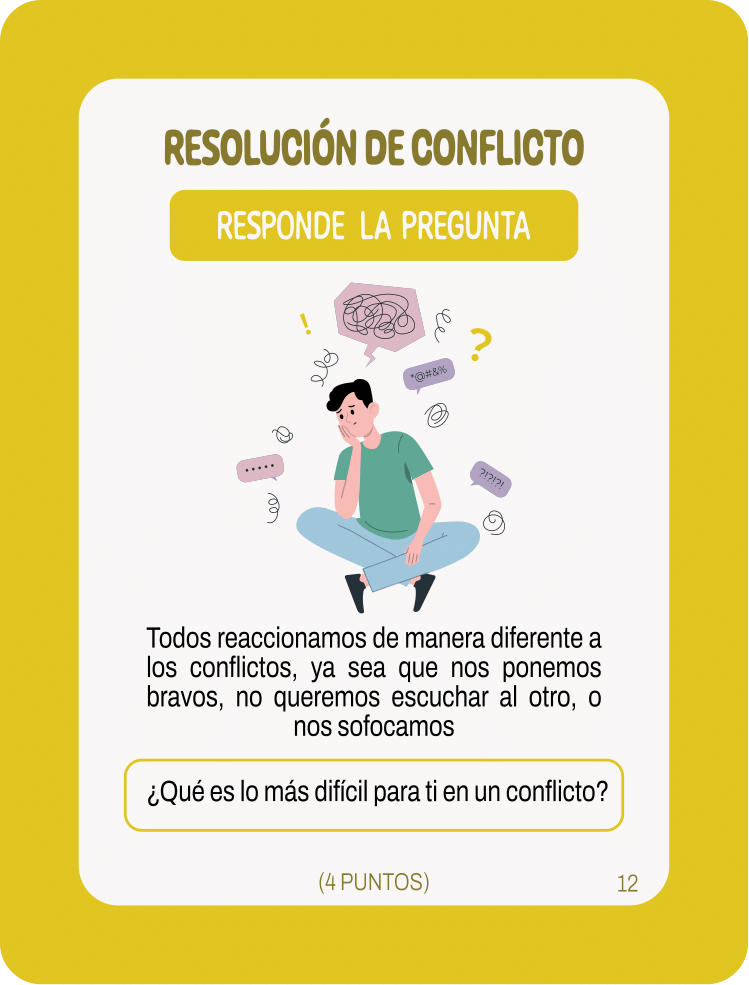 RESOLUCIÓN DE CONFLICTO
RESPONDE LA PREGUNTA
!
?
*@#&%
•••••
?!?!?!
Todos reaccionamos de manera diferente a
los conflictos, ya sea que nos ponemos
bravos, no queremos escuchar al otro, o
nos sofocamos
¿Qué es lo más difícil para ti en un conflicto?
(4 PUNTOS)
12